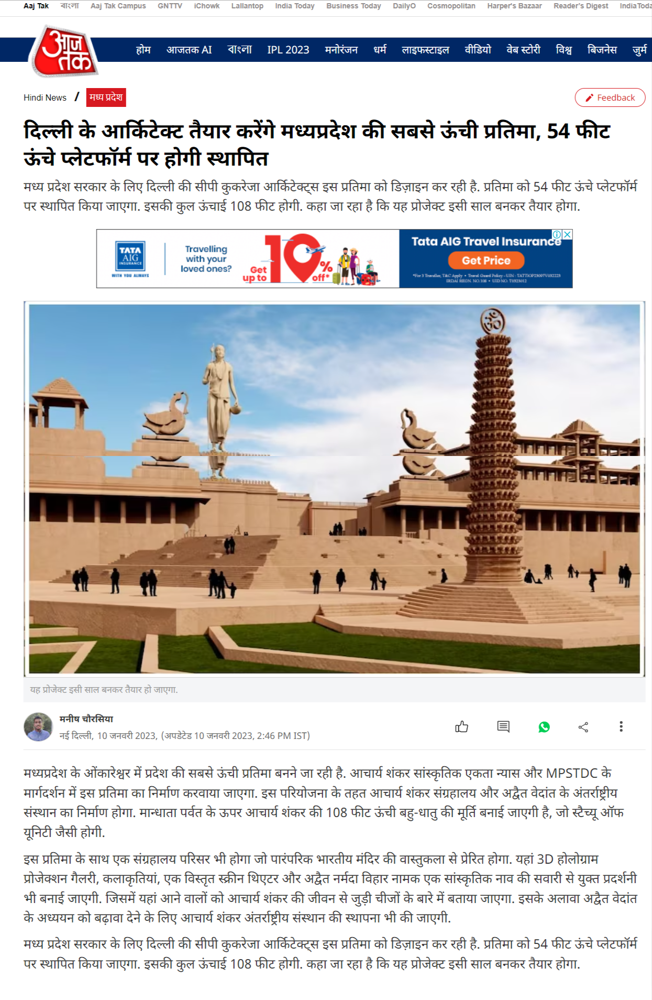 Aaj Tak বাংলা Aaj Tak Campus GNTTV iChowk Lallantop India Today Business Today DailyO Cosmopolitan Harper's Bazaar Reader's Digest IndiaToda
आज
तक
होम आजतक AI বাংলা IPL 2023 मनोरंजन धर्म लाइफस्टाइल वीडियो वेब स्टोरी विश्व बिजनेस जुर्म
Hindi News / मध्य प्रदेश
Feedback
दिल्ली के आर्किटेक्ट तैयार करेंगे मध्यप्रदेश की सबसे ऊंची प्रतिमा, 54 फीट
ऊंचे प्लेटफॉर्म पर होगी स्थापित
मध्य प्रदेश सरकार के लिए दिल्ली की सीपी कुकरेजा आर्किटेक्ट्स इस प्रतिमा को डिज़ाइन कर रही है. प्रतिमा को 54 फीट ऊंचे प्लेटफॉर्म
पर स्थापित किया जाएगा. इसकी कुल ऊंचाई 108 फीट होगी. कहा जा रहा है कि यह प्रोजेक्ट इसी साल बनकर तैयार होगा.
TATA
AIG
INSURANCE
WITH YOU ALWAYS
Travelling
with your
loved ones?
Get
up to
10%
off*
Tata AIG Travel Insurance
Get Price
*For 3 Traveller, T&C Apply • Travel Guard Policy - UIN : TATTIOP23097V032223
IRDAI REGN. NO. 108 • UID NO. 
ॐ
यह प्रोजेक्ट इसी साल बनकर तैयार हो जाएगा.
मनीष चौरसिया
नई दिल्ली, 10 जनवरी 2023, (अपडेटेड 10 जनवरी 2023, 2:46 PM IST)
मध्यप्रदेश के ओंकारेश्वर में प्रदेश की सबसे ऊंची प्रतिमा बनने जा रही है. आचार्य शंकर सांस्कृतिक एकता न्यास और MPSTDC के
मार्गदर्शन में इस प्रतिमा का निर्माण करवाया जाएगा. इस परियोजना के तहत आचार्य शंकर संग्रहालय और अद्वैत वेदांत के अंतर्राष्ट्रीय
संस्थान का निर्माण होगा. मान्धाता पर्वत के ऊपर आचार्य शंकर की 108 फीट ऊंची बहु-धातु की मूर्ति बनाई जाएगी है, जो स्टैच्यू ऑफ
यूनिटी जैसी होगी.
इस प्रतिमा के साथ एक संग्रहालय परिसर भी होगा जो पारंपरिक भारतीय मंदिर की वास्तुकला से प्रेरित होगा. यहां 3D होलोग्राम
प्रोजेक्शन गैलरी, कलाकृतियां, एक विस्तृत स्क्रीन थिएटर और अद्वैत नर्मदा विहार नामक एक सांस्कृतिक नाव की सवारी से युक्त प्रदर्शनी
भी बनाई जाएगी. जिसमें यहां आने वालों को आचार्य शंकर की जीवन से जुड़ी चीजों के बारे में बताया जाएगा. इसके अलावा अद्वैत वेदांत
के अध्ययन को बढ़ावा देने के लिए आचार्य शंकर अंतर्राष्ट्रीय संस्थान की स्थापना भी की जाएगी.
मध्य प्रदेश सरकार के लिए दिल्ली की सीपी कुकरेजा आर्किटेक्ट्स इस प्रतिमा को डिज़ाइन कर रही है. प्रतिमा को 54 फीट ऊंचे प्लेटफॉर्म
पर स्थापित किया जाएगा. इसकी कुल ऊंचाई 108 फीट होगी. कहा जा रहा है कि यह प्रोजेक्ट इसी साल बनकर तैयार होगा.